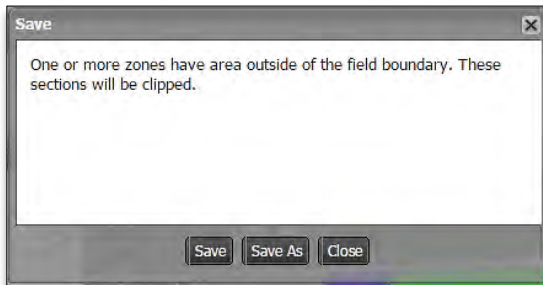 Save
One or more zones have area outside of the field boundary. These
sections will be clipped.
Save Save As Close